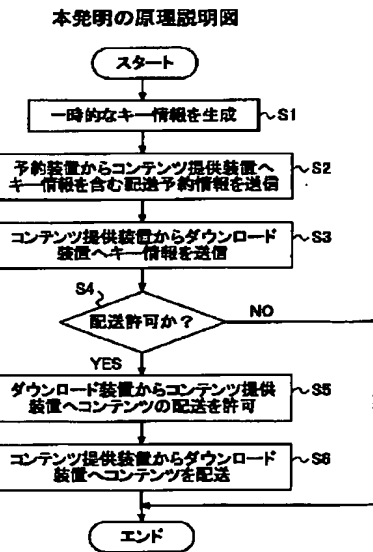 本発明の原理説明図
スタート
一時的なキー情報を生成
S1
予約装置からコンテンツ提供装置へ
キー情報を含む配送予約情報を送信
S2
コンテンツ提供装置からダウンロード
装置へキー情報を送信
S3
S4
配送許可か?
NO
YES
ダウンロード装置からコンテンツ提供
装置へコンテンツの配送を許可
S5
コンテンツ提供装置からダウンロード
装置へコンテンツを配送
S6
エンド